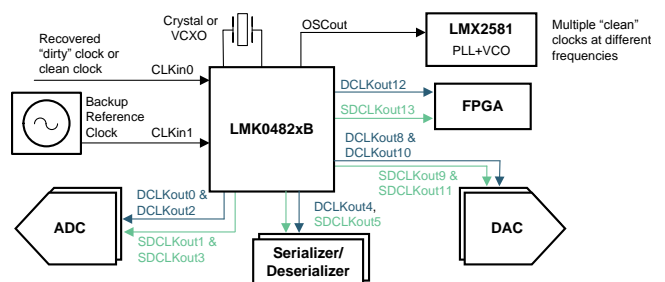 Crystal or
VCXO
OSCout
LMX2581
PLL+VCO
Multiple “clean”
clocks at different
frequencies
Recovered
“dirty” clock or
clean clock
CLKin0
Backup
Reference
Clock
CLKin1
LMK0482xB
DCLKout12
SDCLKout13
FPGA
DCLKout8 &
DCLKout10
SDCLKout9 &
SDCLKout11
DAC
DCLKout0 &
DCLKout2
ADC
SDCLKout1 &
SDCLKout3
DCLKout4,
SDCLKout5
Serializer/
Deserializer